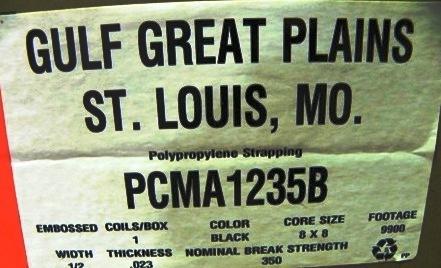 GULF GREAT PLAINS
ST. LOUIS, MO.
Polypropylene Strapping
PCMA1235B
EMBOSSED COILS/BOX COLOR CORE SIZE FOOTAGE
1 BLACK 8 X 8 9900
WIDTH THICKNESS NOMINAL BREAK STRENGTH
1/2 .023 350 PP